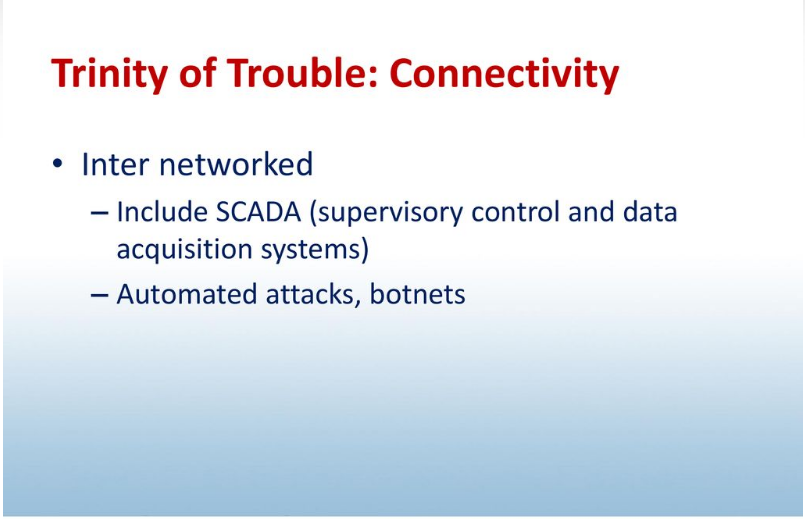 Trinity of Trouble: Connectivity
• Inter networked
– Include SCADA (supervisory control and data
acquisition systems)
– Automated attacks, botnets